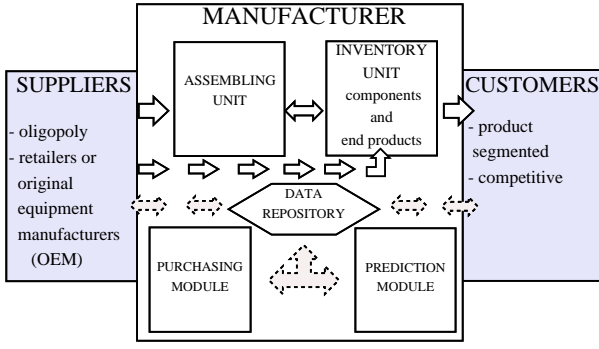 MANUFACTURER
SUPPLIERS
- oligopoly
- retailers or
original
equipment
manufacturers
(OEM)
ASSEMBLING
UNIT
INVENTORY
UNIT
components
and
end products
CUSTOMERS
- product
segmented
- competitive
DATA
REPOSITORY
PURCHASING
MODULE
PREDICTION
MODULE